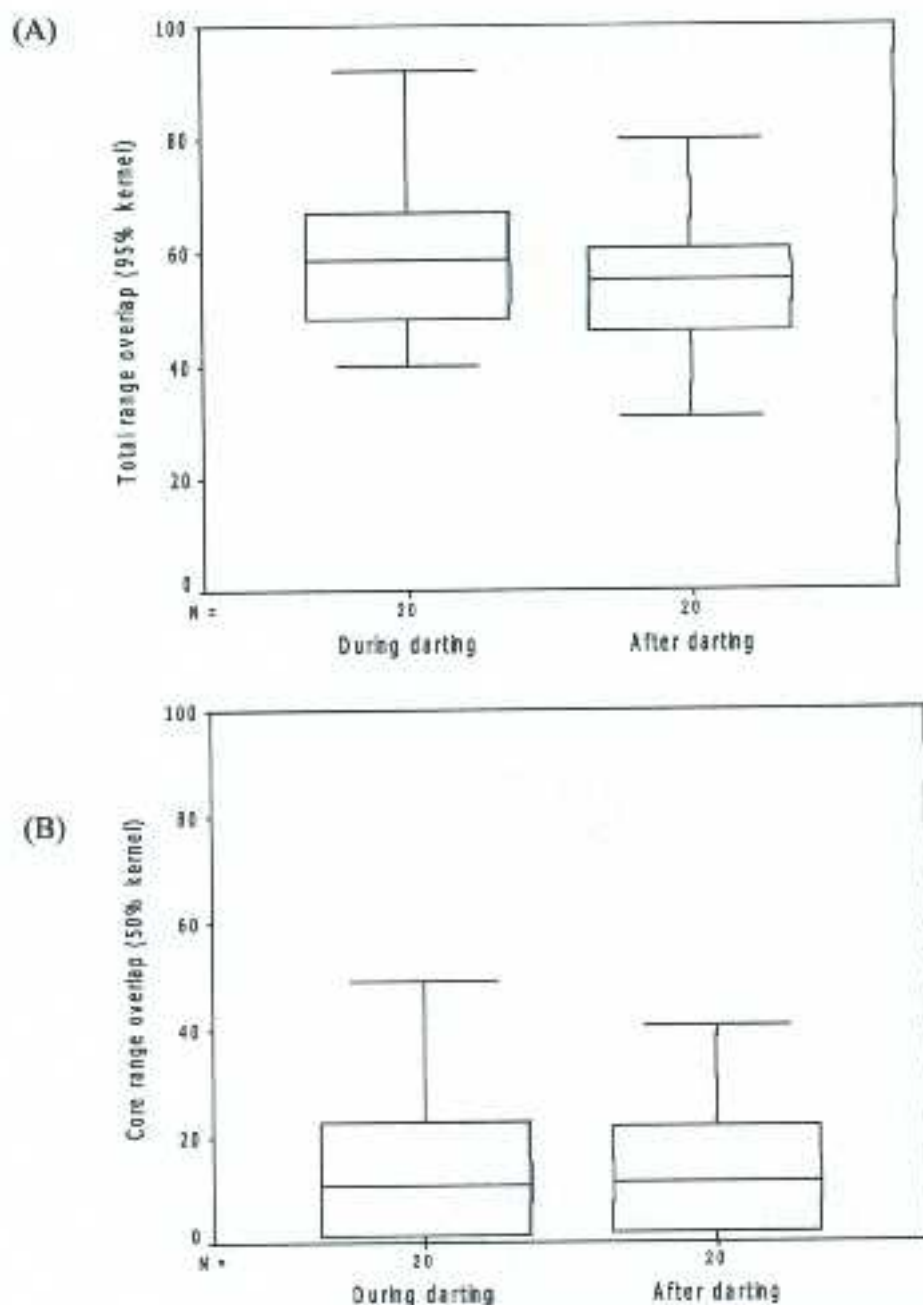 (A)
Total range overlap (95% kernel)
100
80
60
40
20
0
N = 20 20
During darting After darting
(B)
Core range overlap (50% kernel)
100
80
60
40
20
0
N = 20 20
During darting After darting